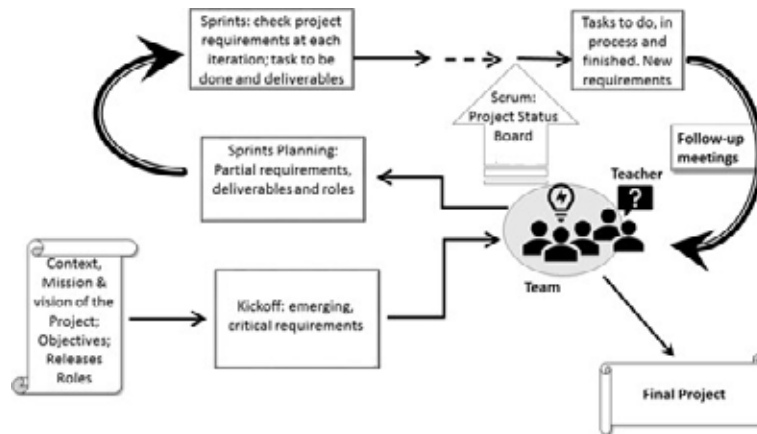 Sprints: check project
requirements at each
iteration; task to be
done and deliverables
Tasks to do, in
process and
finished. New
requirements
Scrum:
Project Status
Board
Follow-up
meetings
Sprints Planning:
Partial requirements,
deliverables and roles
Teacher
?
Team
Context,
Mission &
vision of the
Project;
Objectives;
Releases
Roles
Kickoff: emerging,
critical requirements
Final Project